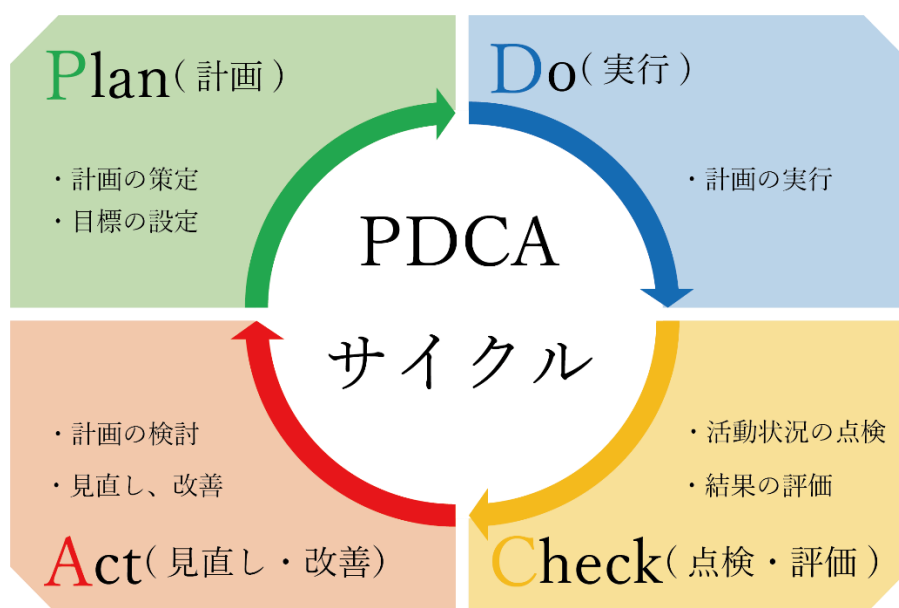 Plan(計画)
・計画の策定
・目標の設定
Do(実行)
・計画の実行
PDCA
サイクル
・計画の検討
・見直し、改善
Act(見直し・改善)
・活動状況の点検
・結果の評価
Check(点検・評価)